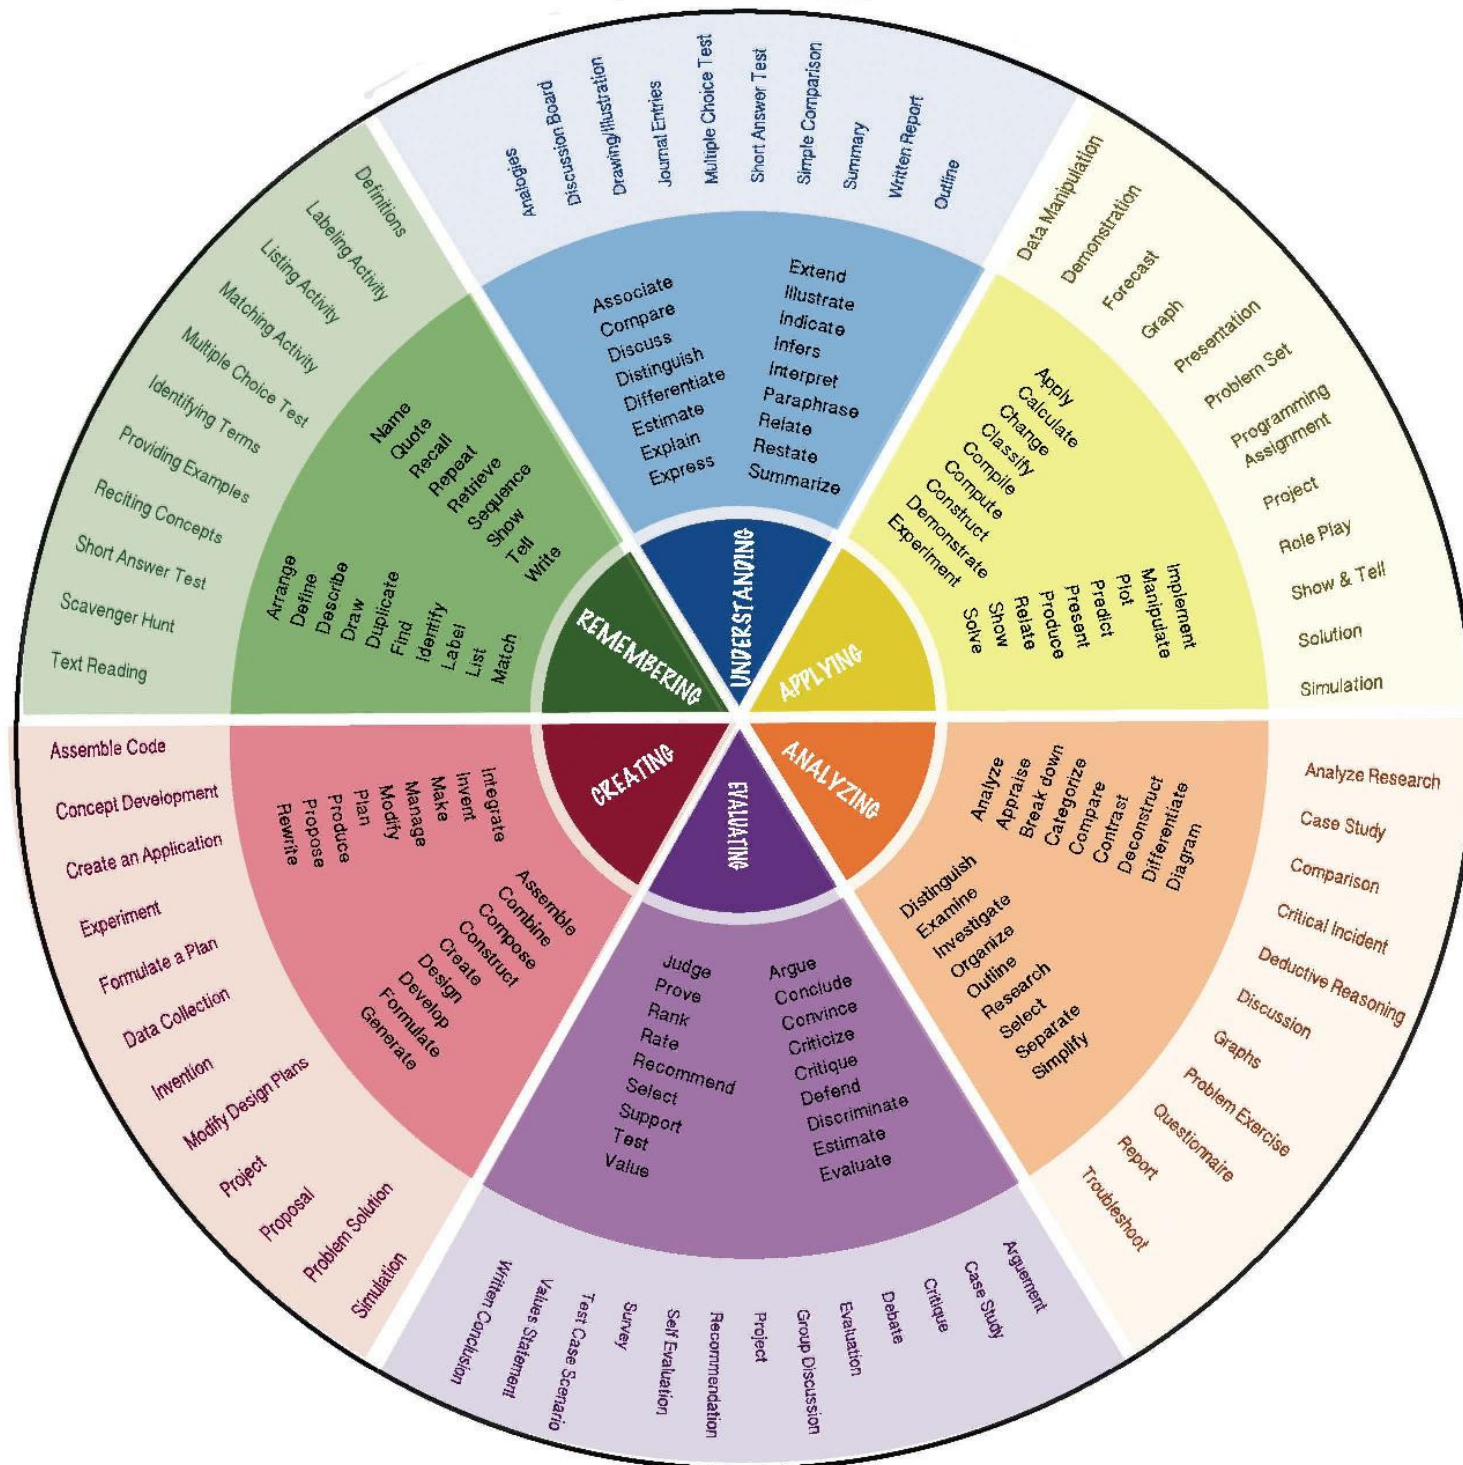 REMEMBERING
Name
Quote
Recall
Repeat
Retrieve
Sequence
Show
Tell
Write
Arrange
Define
Describe
Draw
Duplicate
Find
Identify
Label
List
Match
Definitions
Labeling Activity
Listing Activity
Matching Activity
Multiple Choice Test
Identifying Terms
Providing Examples
Reciting Concepts
Short Answer Test
Scavenger Hunt
Text Reading
UNDERSTANDING
Associate
Compare
Discuss
Distinguish
Differentiate
Estimate
Explain
Express
Extend
Illustrate
Indicate
Infers
Interpret
Paraphrase
Relate
Restate
Summarize
Analogies
Discussion Board
Drawing/Illustration
Journal Entries
Multiple Choice Test
Short Answer Test
Simple Comparison
Summary
Written Report
Outline
APPLYING
Apply
Calculate
Change
Classify
Compile
Compute
Construct
Demonstrate
Experiment
Implement
Manipulate
Plot
Predict
Present
Produce
Relate
Show
Solve
Data Manipulation
Demonstration
Forecast
Graph
Presentation
Problem Set
Programming
Assignment
Project
Role Play
Show & Tell
Solution
Simulation
ANALYZING
Analyze
Appraise
Break down
Categorize
Compare
Contrast
Deconstruct
Differentiate
Diagram
Distinguish
Examine
Investigate
Organize
Outline
Research
Select
Separate
Simplify
Analyze Research
Case Study
Comparison
Critical Incident
Deductive Reasoning
Discussion
Graphs
Problem Exercise
Questionnaire
Report
Troubleshoot
EVALUATING
Judge
Prove
Rank
Rate
Recommend
Select
Support
Test
Value
Argue
Conclude
Convince
Criticize
Critique
Defend
Discriminate
Estimate
Evaluate
Arguement
Case Study
Critique
Debate
Evaluation
Group Discussion
Project
Recommendation
Self Evaluation
Survey
Test Case Scenario
Values Statement
Written Conclusion
CREATING
Integrate
Invent
Make
Manage
Modify
Plan
Produce
Propose
Rewrite
Assemble
Combine
Compose
Construct
Create
Design
Develop
Formulate
Generate
Assemble Code
Concept Development
Create an Application
Experiment
Formulate a Plan
Data Collection
Invention
Modify Design Plans
Project
Proposal
Problem Solution
Simulation